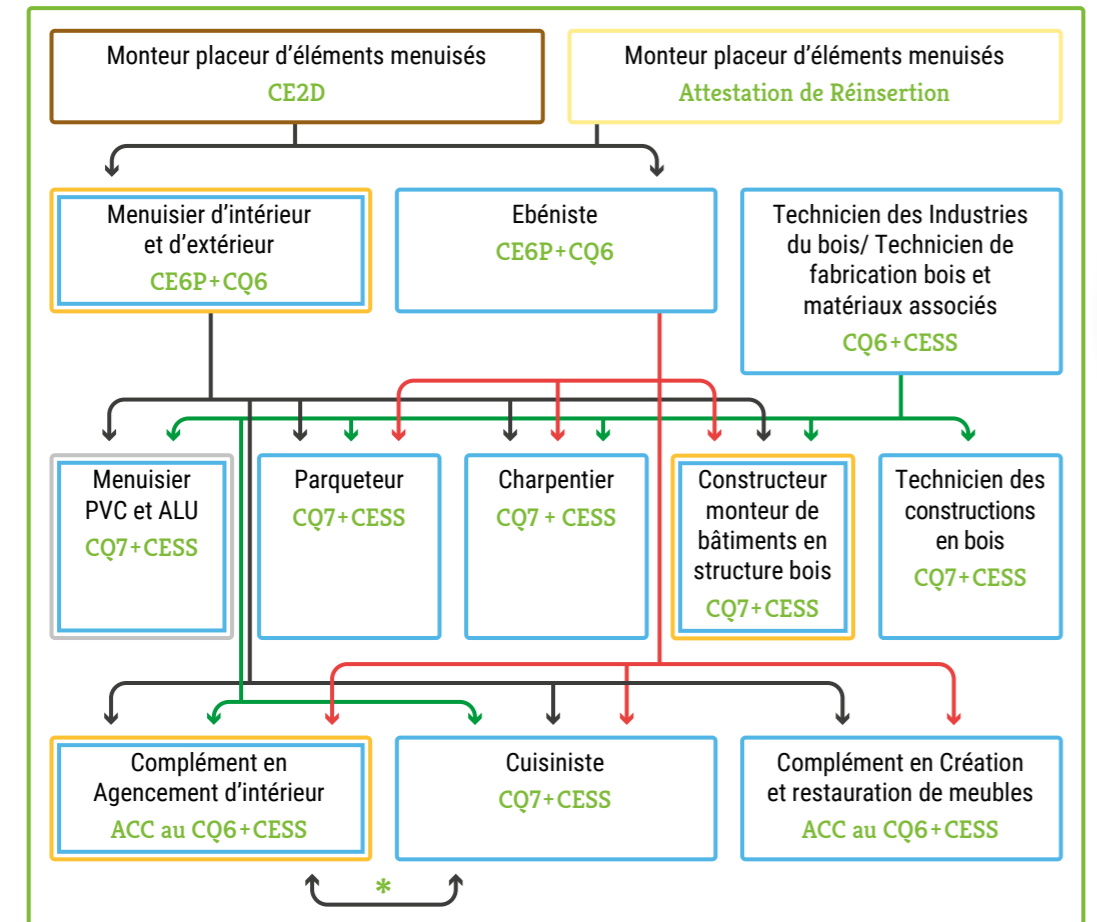 Monteur placeur d’éléments menuisés
CE2D
Monteur placeur d’éléments menuisés
Attestation de Réinsertion
Menuisier d’intérieur
et d’extérieur
CE6P+CQ6
Ebéniste
CE6P+CQ6
Technicien des Industries
du bois/ Technicien de
fabrication bois et
matériaux associés
CQ6+CESS
Menuisier
PVC et ALU
CQ7+CESS
Parqueteur
CQ7+CESS
Charpentier
CQ7 + CESS
Constructeur
monteur de
bâtiments en
structure bois
CQ7+CESS
Technicien des
constructions
en bois
CQ7+CESS
Complément en
Agencement d’intérieur
ACC au CQ6+CESS
Cuisiniste
CQ7+CESS
Complément en Création
et restauration de meubles
ACC au CQ6+CESS
*